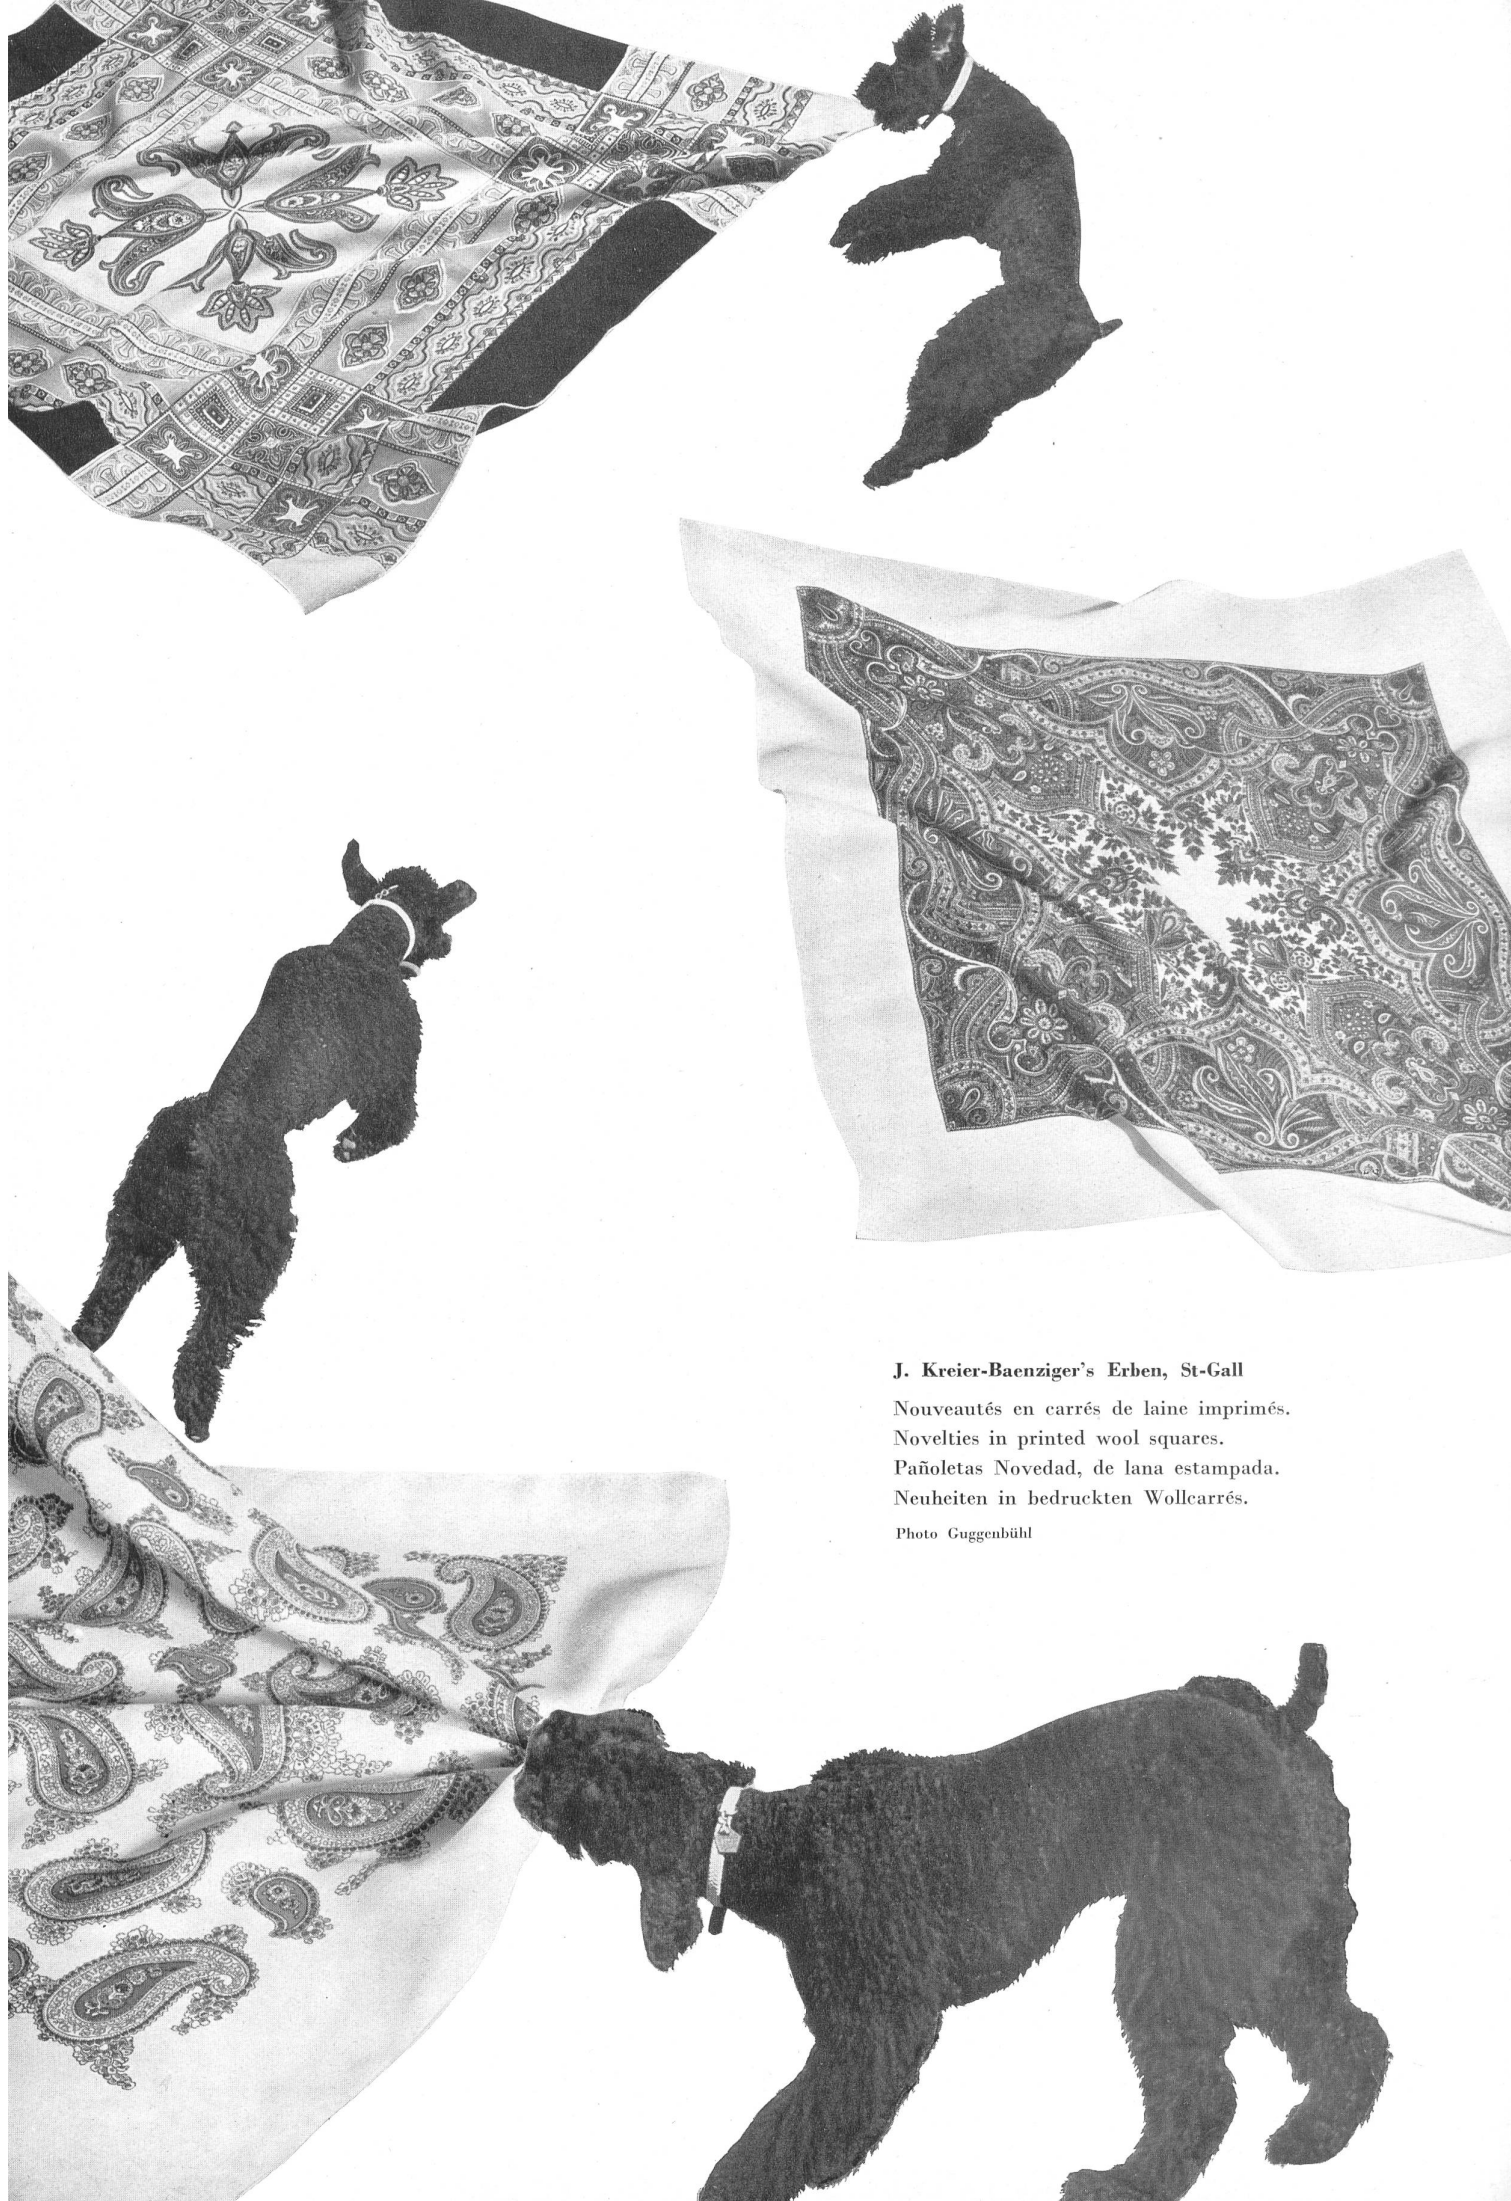 J. Kreier-Baenziger's Erben, St-Gall
Nouveautés en carrés de laine imprimés.
Novelties in printed wool squares.
Pañoletas Novedad, de lana estampada.
Neuheiten in bedruckten Wollcarrés.
Photo Guggenbühl